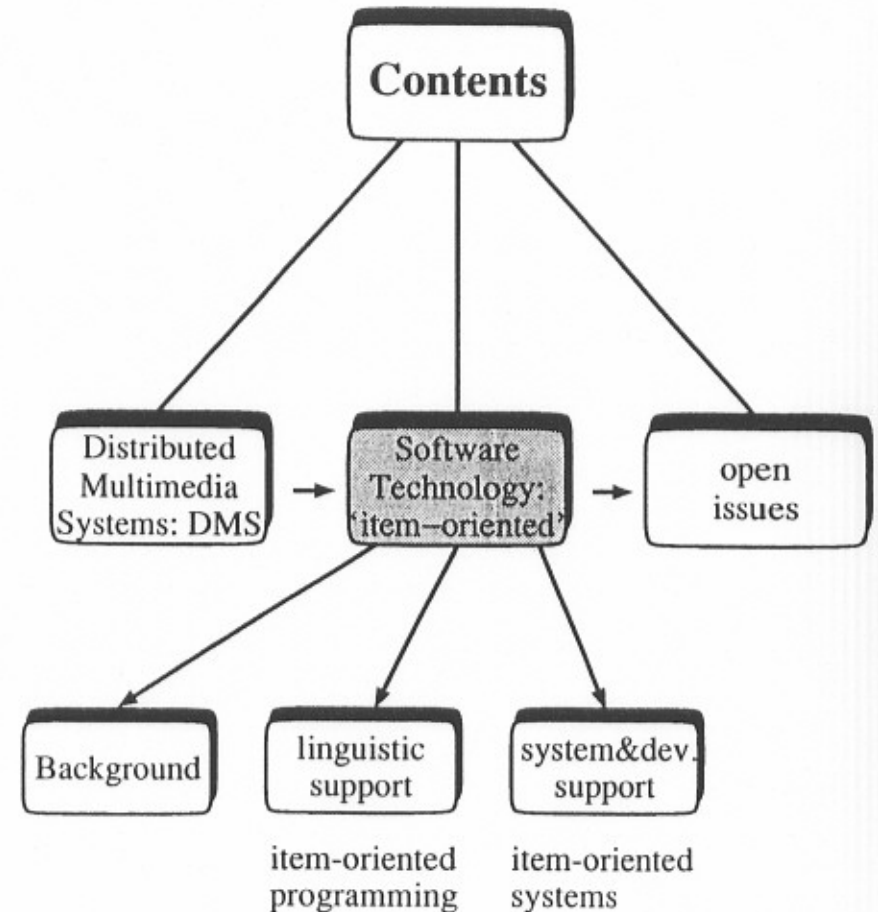 Contents
Distributed
Multimedia
Systems: DMS
Software
Technology:
‘item–oriented’
open
issues
Background
linguistic
support
system&dev.
support
item-oriented
programming
item-oriented
systems